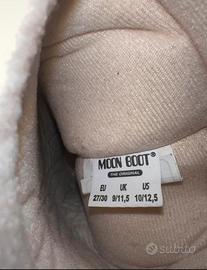 MOON BOOT®
THE ORIGINAL
EU UK US
27/30 9/11,5 10/12,5
subito